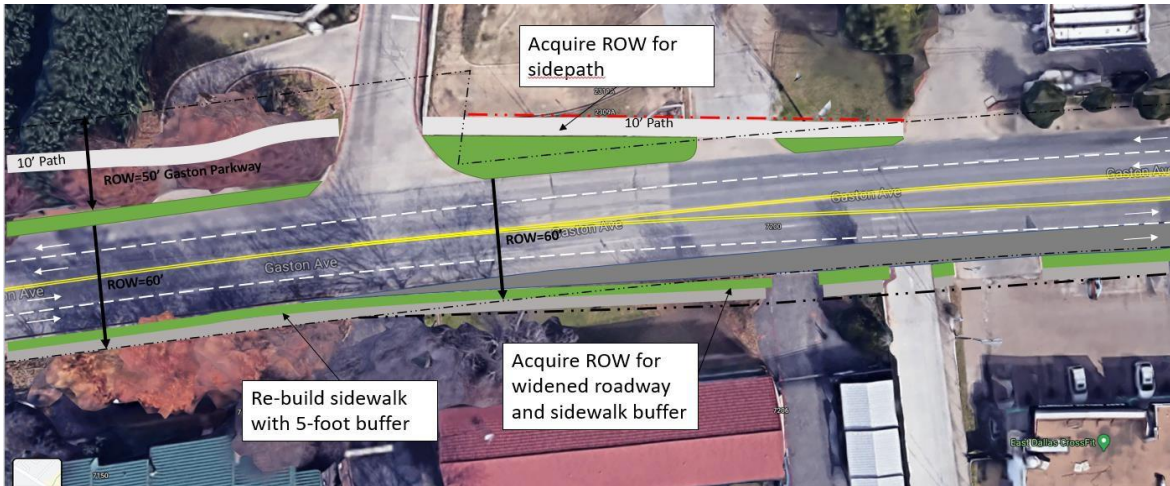 Acquire ROW for
sidepath
10' Path
10' Path
ROW=50' Gaston Parkway
Gaston Ave
ROW=60'
Gaston Ave
7200
Gaston Ave
ROW=60'
n Ave
Re-build sidewalk
with 5-foot buffer
Acquire ROW for
widened roadway
and sidewalk buffer
East Dallas CrossFit
7150